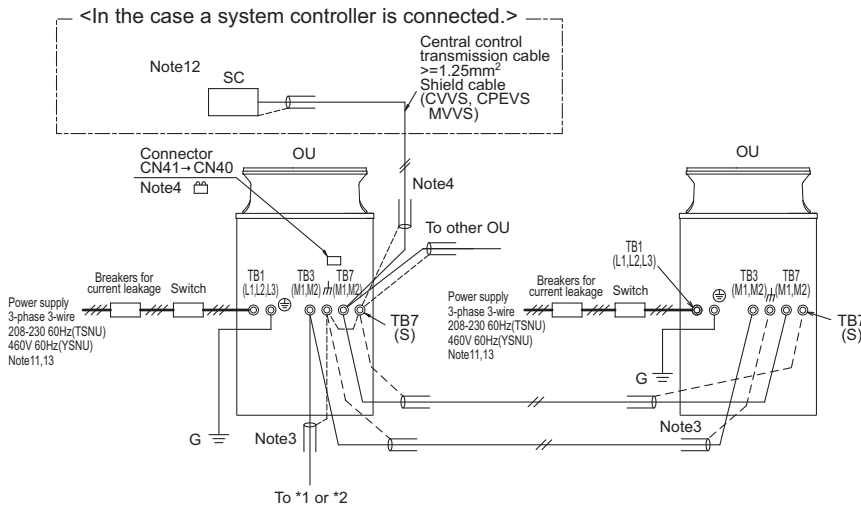 <In the case a system controller is connected.>
Note12
SC
Central control
transmission cable
>=1.25mm²
Shield cable
(CVVS, CPEVS
MVVS)
Connector
CN41→CN40
Note4
OU
Note4
To other OU
OU
Breakers for
current leakage
Switch
TB1
(L1,L2,L3)
TB3
(M1,M2)
TB7
(M1,M2)
Power supply
3-phase 3-wire
208-230 60Hz(TSNU)
460V 60Hz(YSNU)
Note11,13
TB7
(S)
G
Note3
To *1 or *2
TB1
(L1,L2,L3)
Breakers for
current leakage
Switch
Power supply
3-phase 3-wire
208-230 60Hz(TSNU)
460V 60Hz(YSNU)
Note11,13
TB3
(M1,M2)
TB7
(M1,M2)
TB7
(S)
G
Note3